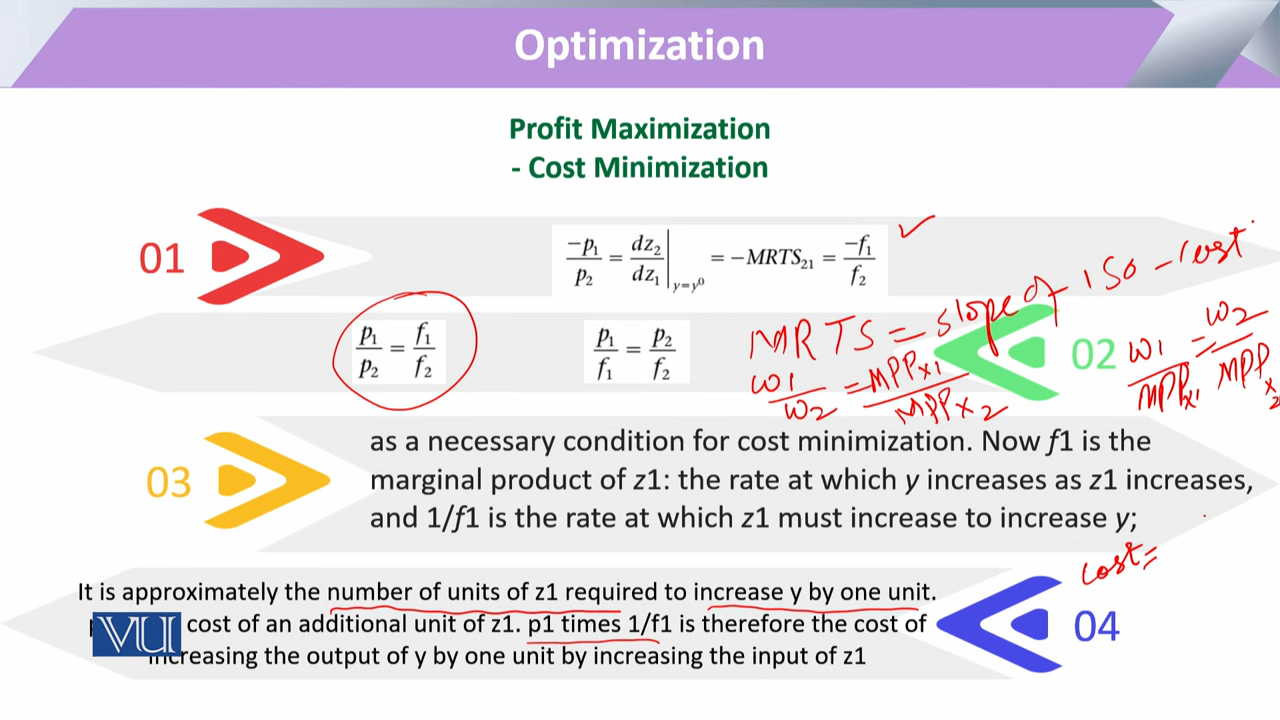 Optimization
Profit Maximization
- Cost Minimization
01
−p₁/p₂ = dz₂/dz₁|y=y⁰ = −MRTS₂₁ = −f₁/f₂
p₁/p₂ = f₁/f₂
p₁/f₁ = p₂/f₂
MRTS = slope of iso-cost
w1/w2 = MPPx1/MPPx2
02
w1/MPPx1 = w2/MPPx2
03
as a necessary condition for cost minimization. Now f1 is the
marginal product of z1: the rate at which y increases as z1 increases,
and 1/f1 is the rate at which z1 must increase to increase y;
cost=
It is approximately the number of units of z1 required to increase y by one unit.
cost of an additional unit of z1. p1 times 1/f1 is therefore the cost of
increasing the output of y by one unit by increasing the input of z1
VU
04